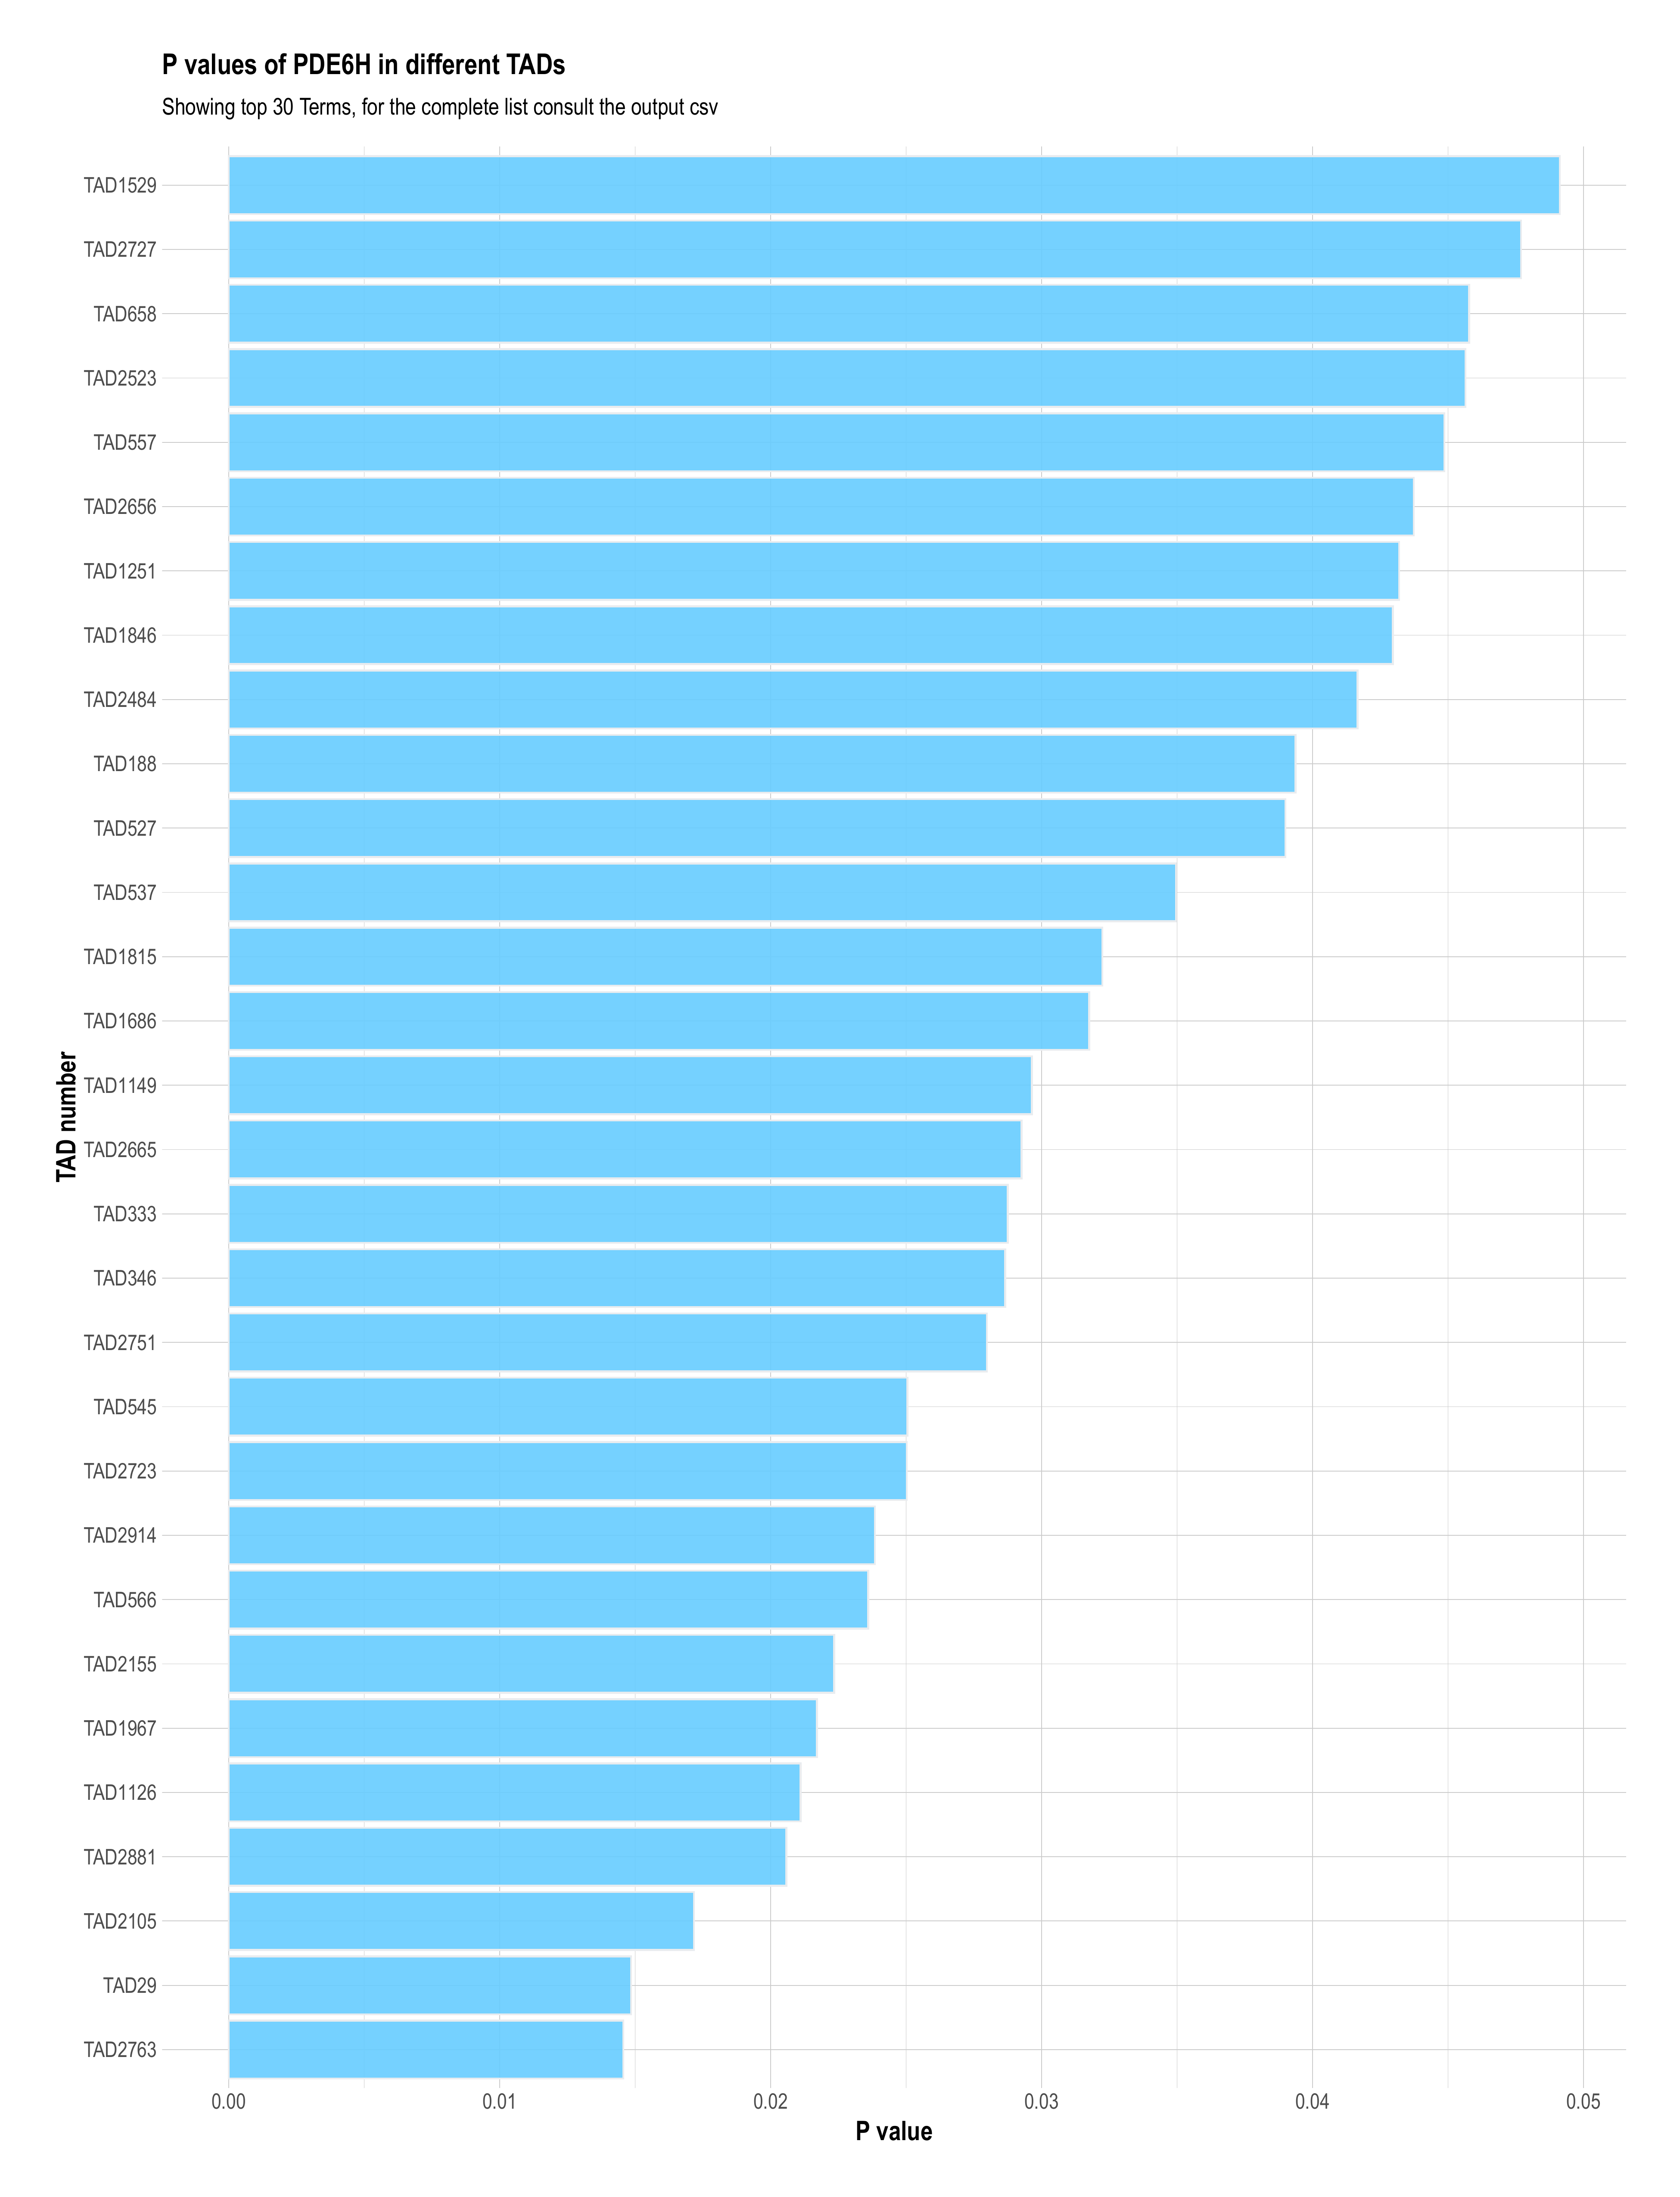 P values of PDE6H in different TADs
Showing top 30 Terms, for the complete list consult the output csv
TAD number
TAD1529
TAD2727
TAD658
TAD2523
TAD557
TAD2656
TAD1251
TAD1846
TAD2484
TAD188
TAD527
TAD537
TAD1815
TAD1686
TAD1149
TAD2665
TAD333
TAD346
TAD2751
TAD545
TAD2723
TAD2914
TAD566
TAD2155
TAD1967
TAD1126
TAD2881
TAD2105
TAD29
TAD2763
0.00 0.01 0.02 0.03 0.04 0.05
P value